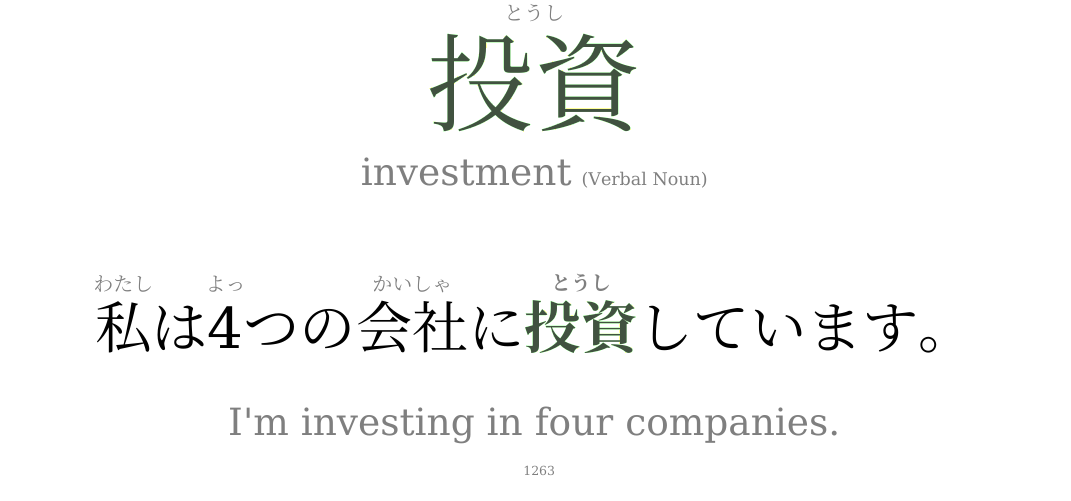 とうし
投資
investment (Verbal Noun)
わたし よっ かいしゃ とうし
私は4つの会社に投資しています。
I'm investing in four companies.
1263